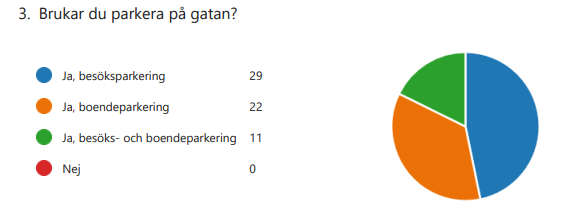 3. Brukar du parkera på gatan?
Ja, besöksparkering 29
Ja, boendeparkering 22
Ja, besöks- och boendeparkering 11
Nej 0